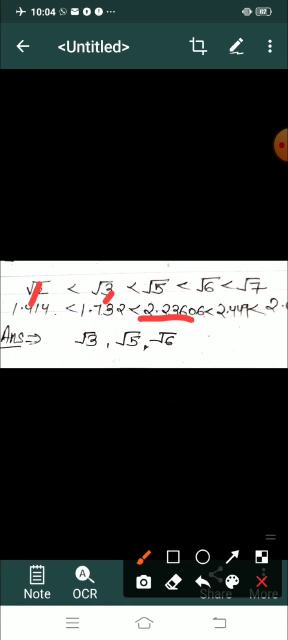 10:04
<Untitled>
√2 < √3 < √5 < √6 < √7
1.414 < 1.732 < 2.23606 < 2.449 < 2.
Ans ⇒ √3, √5, √6
Note OCR Share More